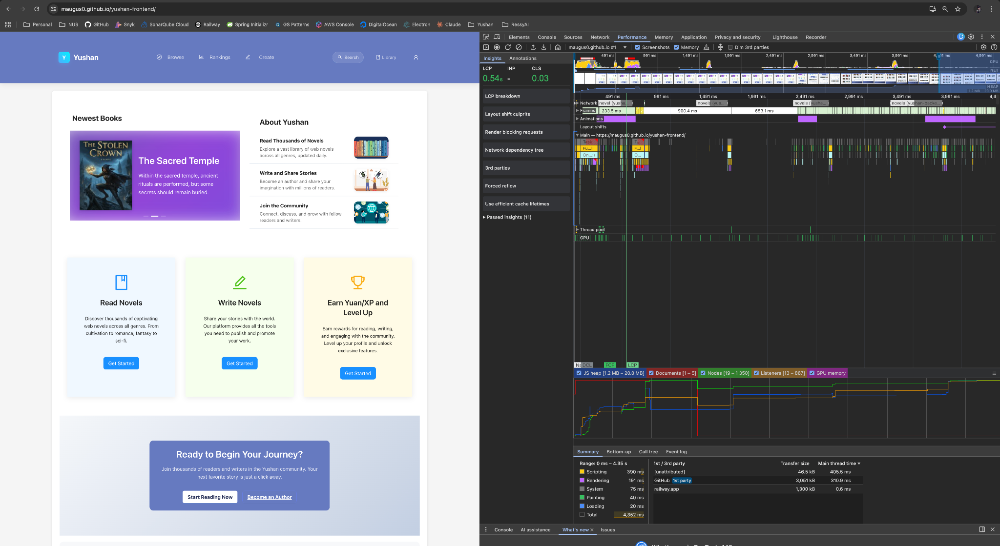 maugus0.github.io/yushan-frontend/
Personal NUS GitHub Snyk SonarQube Cloud Railway Spring Initializr GS Patterns AWS Console DigitalOcean Electron Claude Yushan RessyAI
Y Yushan Browse Rankings Create Search Library
Newest Books
THE STOLEN
CROWN
A NOVEL
The Sacred Temple
Within the sacred temple, ancient
rituals are performed, but some
secrets should remain buried.
About Yushan
Read Thousands of Novels
Explore a vast library of web novels
across all genres, updated daily.
Write and Share Stories
Become an author and share your
imagination with millions of readers.
Join the Community
Connect, discuss, and grow with fellow
readers and writers.
Read Novels
Discover thousands of captivating
web novels across all genres. From
cultivation to romance, fantasy to
sci-fi.
Get Started
Write Novels
Share your stories with the world.
Our platform provides all the tools
you need to publish and promote
your work.
Get Started
Earn Yuan/XP and
Level Up
Earn rewards for reading, writing,
and engaging with the community.
Level up your profile and unlock
exclusive features.
Get Started
Ready to Begin Your Journey?
Join thousands of readers and writers in the Yushan community. Your
next favorite story is just a click away.
Start Reading Now Become an Author
Elements Console Sources Network Performance Memory Application Privacy and security Lighthouse Recorder
maugus0.github.io #1 Screenshots Memory Dim 3rd parties
Insights Annotations
LCP INP CLS
0.54s - 0.03
LCP breakdown
Layout shift culprits
Render blocking requests
Network dependency tree
3rd parties
Forced reflow
Use efficient cache lifetimes
Passed insights (11)
491 ms 991 ms 1,491 ms 1,991 ms 2,491 ms 2,991 ms 3,491 ms 3,991 ms 4,991 ms
CPU
NET
HEAP
1.2 MB – 20.0 MB
491 ms 991 ms 1,491 ms 1,991 ms 2,491 ms 2,991 ms 3,491 ms 3,991 ms 4,4
Network novel (yusha... novels (yus... novels (yusha... novels (yushan-backe...
Frames 233.5 ms 900.4 ms 683.1 ms
Animations
Layout shifts
Main — https://maugus0.github.io/yushan-frontend/
Task T...
Fu...ll F...l
On...:) O...
Thread pool
GPU
Na DCL FCP LCP
JS heap [1.2 MB – 20.0 MB] Documents [1 – 5] Nodes [19 – 1 350] Listeners [13 – 867] GPU memory
Summary Bottom-up Call tree Event log
Range: 0 ms – 4.35 s
Scripting 390 ms
Rendering 191 ms
System 75 ms
Painting 40 ms
Loading 20 ms
Total 4,352 ms
1st / 3rd party Transfer size Main thread time
[unattributed] 46.5 kB 405.5 ms
GitHub 1st party 3,051 kB 310.9 ms
railway.app 1,300 kB 0.6 ms
Console AI assistance What's new Issues